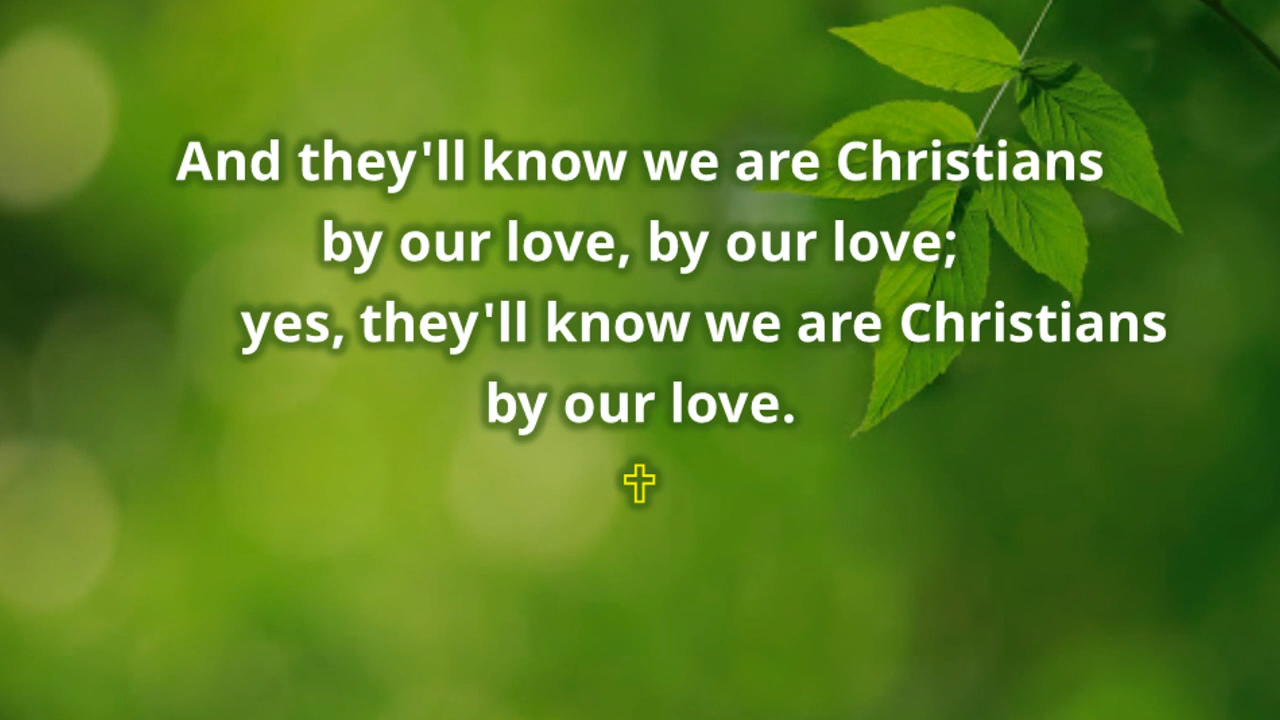 And they'll know we are Christians
by our love, by our love;
yes, they'll know we are Christians
by our love.
✞